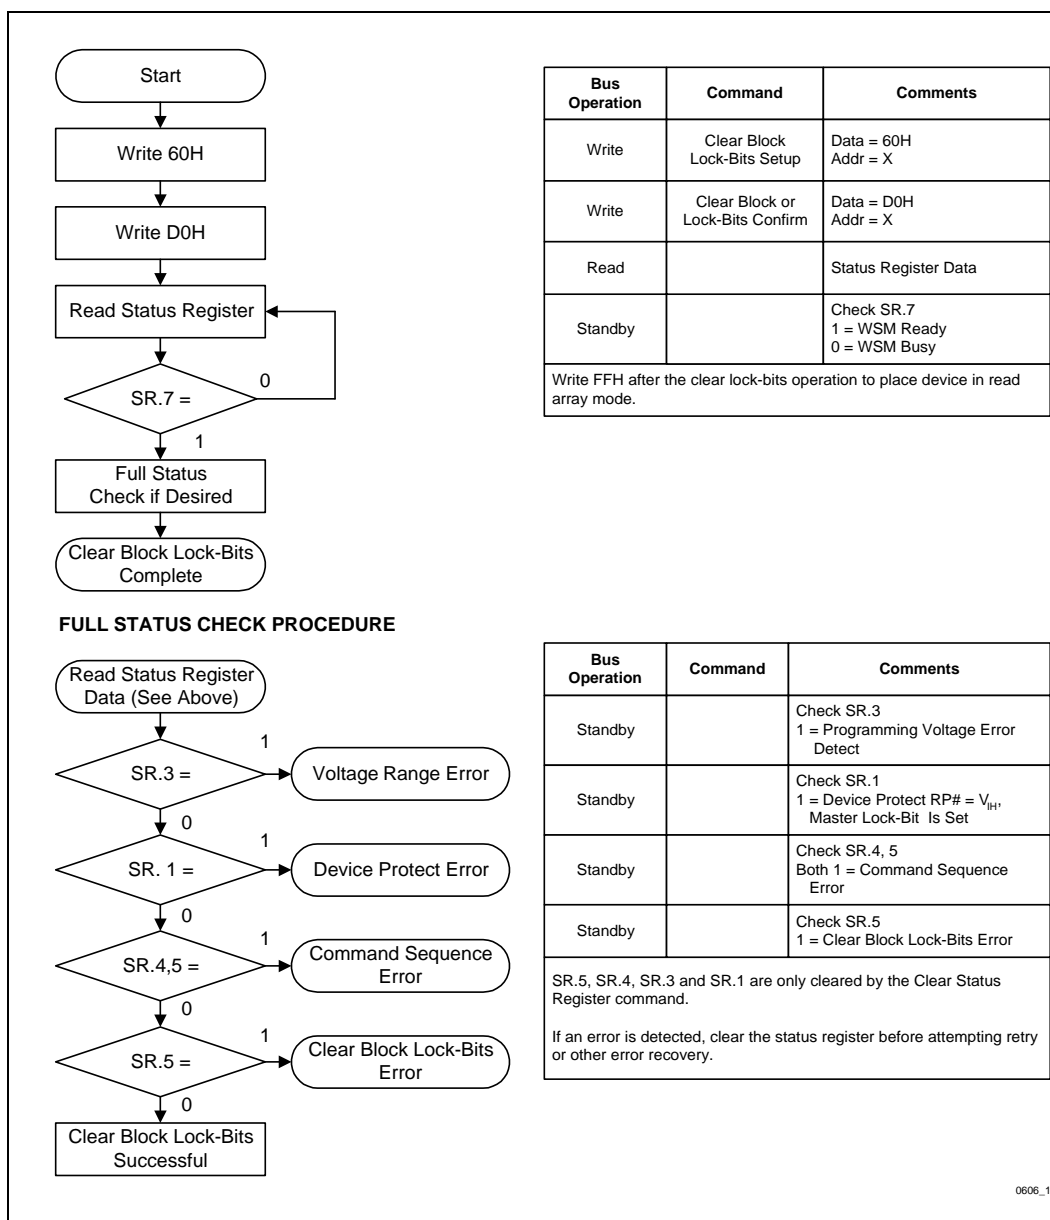 Start
Write 60H
Write D0H
Read Status Register
SR.7 =
0
1
Full Status
Check if Desired
Clear Block Lock-Bits
Complete
Bus
Operation
Command
Comments
Write
Clear Block
Lock-Bits Setup
Data = 60H
Addr = X
Write
Clear Block or
Lock-Bits Confirm
Data = D0H
Addr = X
Read
Status Register Data
Standby
Check SR.7
1 = WSM Ready
0 = WSM Busy
Write FFH after the clear lock-bits operation to place device in read
array mode.
FULL STATUS CHECK PROCEDURE
Read Status Register
Data (See Above)
SR.3 =
1
Voltage Range Error
0
SR. 1 =
1
Device Protect Error
0
SR.4,5 =
1
Command Sequence
Error
0
SR.5 =
1
Clear Block Lock-Bits
Error
0
Clear Block Lock-Bits
Successful
Bus
Operation
Command
Comments
Standby
Check SR.3
1 = Programming Voltage Error
Detect
Standby
Check SR.1
1 = Device Protect RP# = VIH,
Master Lock-Bit Is Set
Standby
Check SR.4, 5
Both 1 = Command Sequence
Error
Standby
Check SR.5
1 = Clear Block Lock-Bits Error
SR.5, SR.4, SR.3 and SR.1 are only cleared by the Clear Status
Register command.
If an error is detected, clear the status register before attempting retry
or other error recovery.
0606_1